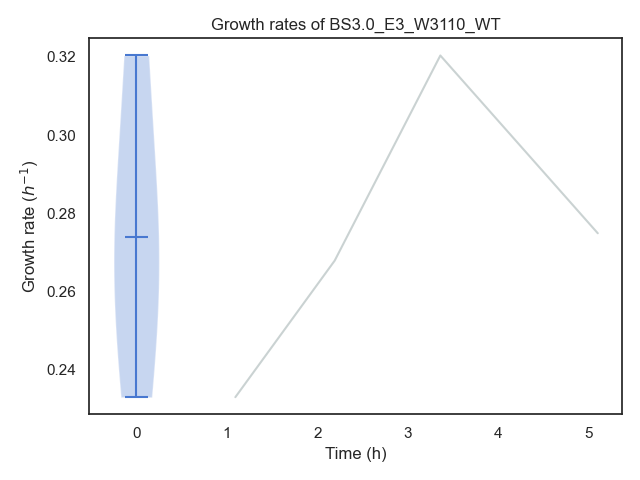 Growth rates of BS3.0_E3_W3110_WT
Growth rate (h⁻¹)
0.32
0.30
0.28
0.26
0.24
0 1 2 3 4 5
Time (h)